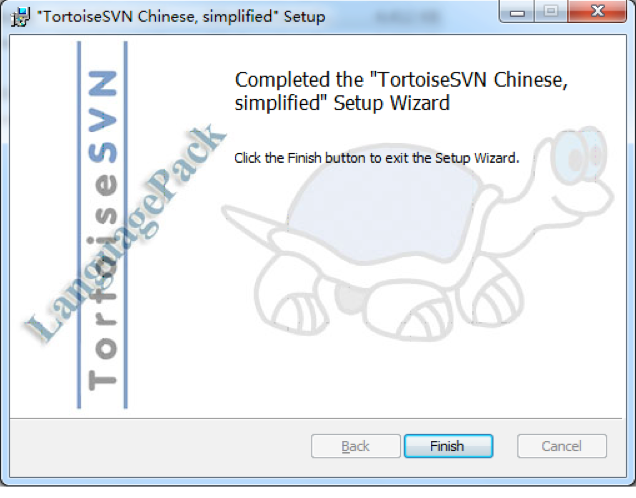 "TortoiseSVN Chinese, simplified" Setup
TortoiseSVN
LanguagePack
Completed the "TortoiseSVN Chinese,
simplified" Setup Wizard
Click the Finish button to exit the Setup Wizard.
Back
Finish
Cancel